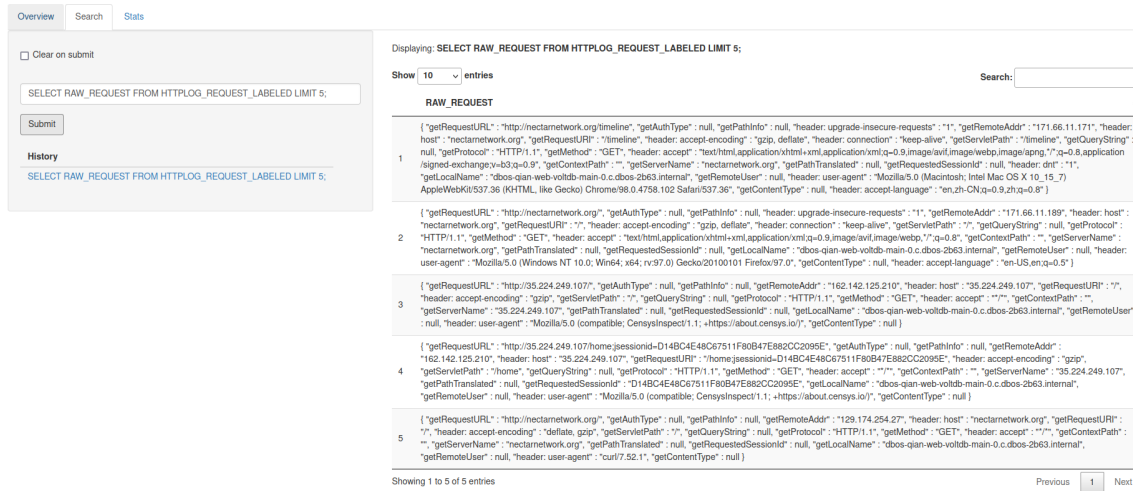 Overview Search Stats
Clear on submit
SELECT RAW_REQUEST FROM HTTPLOG_REQUEST_LABELED LIMIT 5;
Submit
History
SELECT RAW_REQUEST FROM HTTPLOG_REQUEST_LABELED LIMIT 5;
Displaying: SELECT RAW_REQUEST FROM HTTPLOG_REQUEST_LABELED LIMIT 5;
Show 10 entries
Search:
RAW_REQUEST
1
{ "getRequestURL" : "http://nectarnetwork.org/timeline", "getAuthType" : null, "getPathInfo" : null, "header: upgrade-insecure-requests" : "1", "getRemoteAddr" : "171.66.11.171", "header:
host" : "nectarnetwork.org", "getRequestURI" : "/timeline", "header: accept-encoding" : "gzip, deflate", "header: connection" : "keep-alive", "getServletPath" : "/timeline", "getQueryString" :
null, "getProtocol" : "HTTP/1.1", "getMethod" : "GET", "header: accept" : "text/html,application/xhtml+xml,application/xml;q=0.9,image/avif,image/webp,image/apng,*/*;q=0.8,application
/signed-exchange;v=b3;q=0.9", "getContextPath" : "", "getServerName" : "nectarnetwork.org", "getPathTranslated" : null, "getRequestedSessionId" : null, "header: dnt" : "1",
"getLocalName" : "dbos-qian-web-voltdb-main-0.c.dbos-2b63.internal", "getRemoteUser" : null, "header: user-agent" : "Mozilla/5.0 (Macintosh; Intel Mac OS X 10_15_7)
AppleWebKit/537.36 (KHTML, like Gecko) Chrome/98.0.4758.102 Safari/537.36", "getContentType" : null, "header: accept-language" : "en,zh-CN;q=0.9,zh;q=0.8" }
2
{ "getRequestURL" : "http://nectarnetwork.org/", "getAuthType" : null, "getPathInfo" : null, "header: upgrade-insecure-requests" : "1", "getRemoteAddr" : "171.66.11.189", "header: host" :
"nectarnetwork.org", "getRequestURI" : "/", "header: accept-encoding" : "gzip, deflate", "header: connection" : "keep-alive", "getServletPath" : "/", "getQueryString" : null, "getProtocol" :
"HTTP/1.1", "getMethod" : "GET", "header: accept" : "text/html,application/xhtml+xml,application/xml;q=0.9,image/avif,image/webp,*/*;q=0.8", "getContextPath" : "", "getServerName" :
"nectarnetwork.org", "getPathTranslated" : null, "getRequestedSessionId" : null, "getLocalName" : "dbos-qian-web-voltdb-main-0.c.dbos-2b63.internal", "getRemoteUser" : null, "header:
user-agent" : "Mozilla/5.0 (Windows NT 10.0; Win64; x64; rv:97.0) Gecko/20100101 Firefox/97.0", "getContentType" : null, "header: accept-language" : "en-US,en;q=0.5" }
3
{ "getRequestURL" : "http://35.224.249.107/", "getAuthType" : null, "getPathInfo" : null, "getRemoteAddr" : "162.142.125.210", "header: host" : "35.224.249.107", "getRequestURI" : "/",
"header: accept-encoding" : "gzip", "getServletPath" : "/", "getQueryString" : null, "getProtocol" : "HTTP/1.1", "getMethod" : "GET", "header: accept" : "*/*", "getContextPath" : "",
"getServerName" : "35.224.249.107", "getPathTranslated" : null, "getRequestedSessionId" : null, "getLocalName" : "dbos-qian-web-voltdb-main-0.c.dbos-2b63.internal", "getRemoteUser"
: null, "header: user-agent" : "Mozilla/5.0 (compatible; CensysInspect/1.1; +https://about.censys.io/)", "getContentType" : null }
4
{ "getRequestURL" : "http://35.224.249.107/home;jsessionid=D14BC4E48C67511F80B47E882CC2095E", "getAuthType" : null, "getPathInfo" : null, "getRemoteAddr" :
"162.142.125.210", "header: host" : "35.224.249.107", "getRequestURI" : "/home;jsessionid=D14BC4E48C67511F80B47E882CC2095E", "header: accept-encoding" : "gzip",
"getServletPath" : "/home", "getQueryString" : null, "getProtocol" : "HTTP/1.1", "getMethod" : "GET", "header: accept" : "*/*", "getContextPath" : "", "getServerName" : "35.224.249.107",
"getPathTranslated" : null, "getRequestedSessionId" : "D14BC4E48C67511F80B47E882CC2095E", "getLocalName" : "dbos-qian-web-voltdb-main-0.c.dbos-2b63.internal",
"getRemoteUser" : null, "header: user-agent" : "Mozilla/5.0 (compatible; CensysInspect/1.1; +https://about.censys.io/)", "getContentType" : null }
5
{ "getRequestURL" : "http://nectarnetwork.org/", "getAuthType" : null, "getPathInfo" : null, "getRemoteAddr" : "129.174.254.27", "header: host" : "nectarnetwork.org", "getRequestURI" :
"/", "header: accept-encoding" : "deflate, gzip", "getServletPath" : "/", "getQueryString" : null, "getProtocol" : "HTTP/1.1", "getMethod" : "GET", "header: accept" : "*/*", "getContextPath" :
"", "getServerName" : "nectarnetwork.org", "getPathTranslated" : null, "getRequestedSessionId" : null, "getLocalName" : "dbos-qian-web-voltdb-main-0.c.dbos-2b63.internal",
"getRemoteUser" : null, "header: user-agent" : "curl/7.52.1", "getContentType" : null }
Showing 1 to 5 of 5 entries
Previous 1 Next